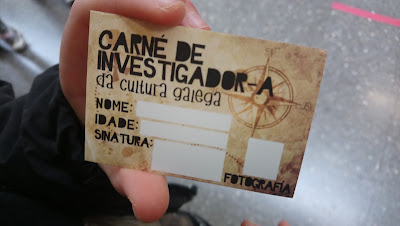 CARNÉ DE
INVESTIGADOR-A
da cultura galega
NOME:
IDADE:
SINATURA:
FOTOGRAFÍA